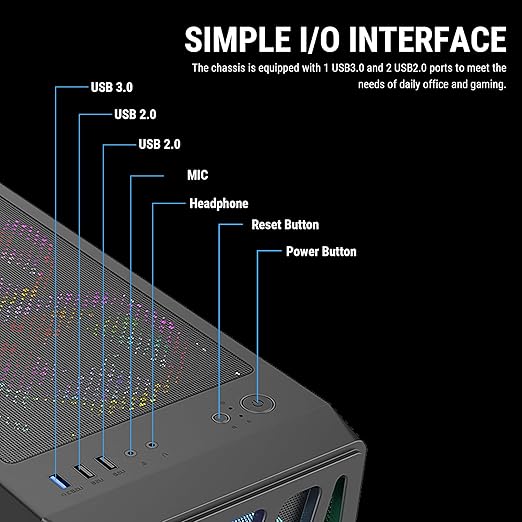 SIMPLE I/O INTERFACE
The chassis is equipped with 1 USB3.0 and 2 USB2.0 ports to meet the
needs of daily office and gaming.
USB 3.0
USB 2.0
USB 2.0
MIC
Headphone
Reset Button
Power Button